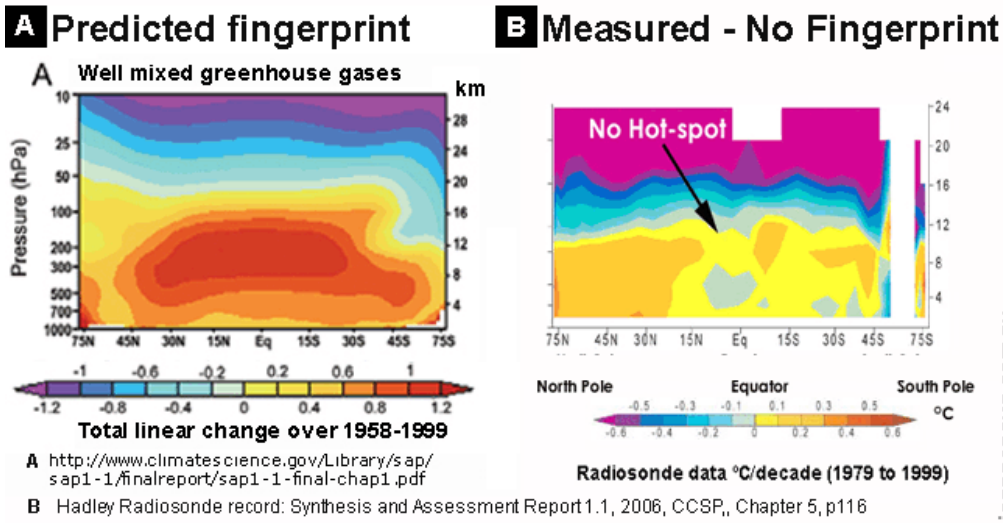 A Predicted fingerprint
A Well mixed greenhouse gases
km
Pressure (hPa)
10
25
50
100
200
300
500
700
1000
28
24
20
16
12
8
4
75N 45N 30N 15N Eq 15S 30S 45S 75S
-1 -0.6 -0.2 0.2 0.6 1
-1.2 -0.8 -0.4 0 0.4 0.8 1.2
Total linear change over 1958-1999
B Measured - No Fingerprint
No Hot-spot
24
20
16
12
8
4
75N 45N 30N 15N Eq 15S 30S 45S 75S
North Pole Equator South Pole
-0.5 -0.3 -0.1 0.1 0.3 0.5
-0.6 -0.4 -0.2 0 0.2 0.4 0.6
ºC
Radiosonde data ºC/decade (1979 to 1999)
A http://www.climatescience.gov/Library/sap/
sap1-1/finalreport/sap1-1-final-chap1.pdf
B Hadley Radiosonde record: Synthesis and Assessment Report 1.1, 2006, CCSP,, Chapter 5, p116